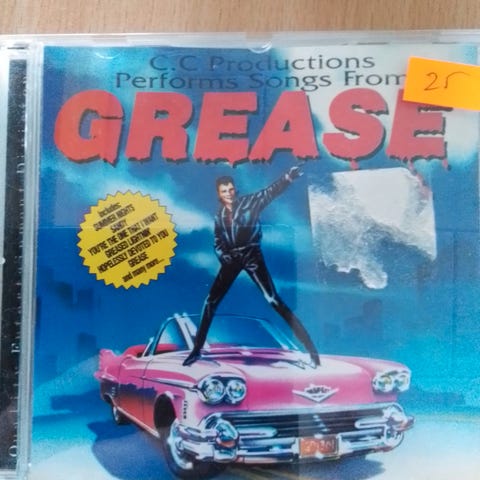 C.C Productions
Performs Songs From
GREASE
25
Includes:
SUMMER NIGHTS
SANDY
YOU'RE THE ONE THAT I WANT
GREASED LIGHTNIN'
HOPELESSLY DEVOTED TO YOU
GREASE
and many more...